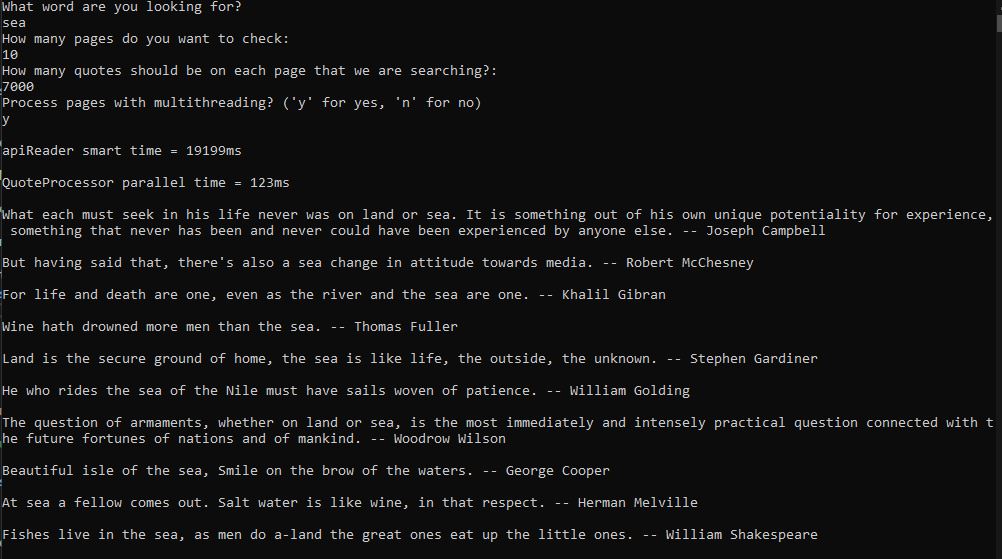 What word are you looking for?
sea
How many pages do you want to check:
10
How many quotes should be on each page that we are searching?:
7000
Process pages with multithreading? ('y' for yes, 'n' for no)
y
apiReader smart time = 19199ms
QuoteProcessor parallel time = 123ms
What each must seek in his life never was on land or sea. It is something out of his own unique potentiality for experience,
something that never has been and never could have been experienced by anyone else. -- Joseph Campbell
But having said that, there's also a sea change in attitude towards media. -- Robert McChesney
For life and death are one, even as the river and the sea are one. -- Khalil Gibran
Wine hath drowned more men than the sea. -- Thomas Fuller
Land is the secure ground of home, the sea is like life, the outside, the unknown. -- Stephen Gardiner
He who rides the sea of the Nile must have sails woven of patience. -- William Golding
The question of armaments, whether on land or sea, is the most immediately and intensely practical question connected with t
he future fortunes of nations and of mankind. -- Woodrow Wilson
Beautiful isle of the sea, Smile on the brow of the waters. -- George Cooper
At sea a fellow comes out. Salt water is like wine, in that respect. -- Herman Melville
Fishes live in the sea, as men do a-land the great ones eat up the little ones. -- William Shakespeare